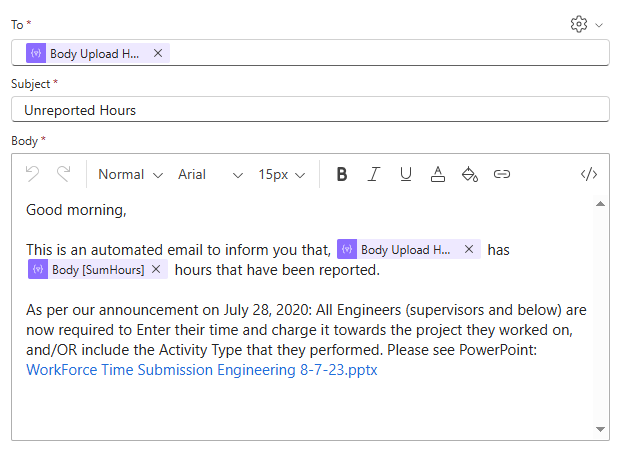 To *
Body Upload H... ×
Subject *
Unreported Hours
Body *
Normal Arial 15px B I U A </>
Good morning,
This is an automated email to inform you that, Body Upload H... × has
Body [SumHours] × hours that have been reported.
As per our announcement on July 28, 2020: All Engineers (supervisors and below) are
now required to Enter their time and charge it towards the project they worked on,
and/OR include the Activity Type that they performed. Please see PowerPoint:
WorkForce Time Submission Engineering 8-7-23.pptx